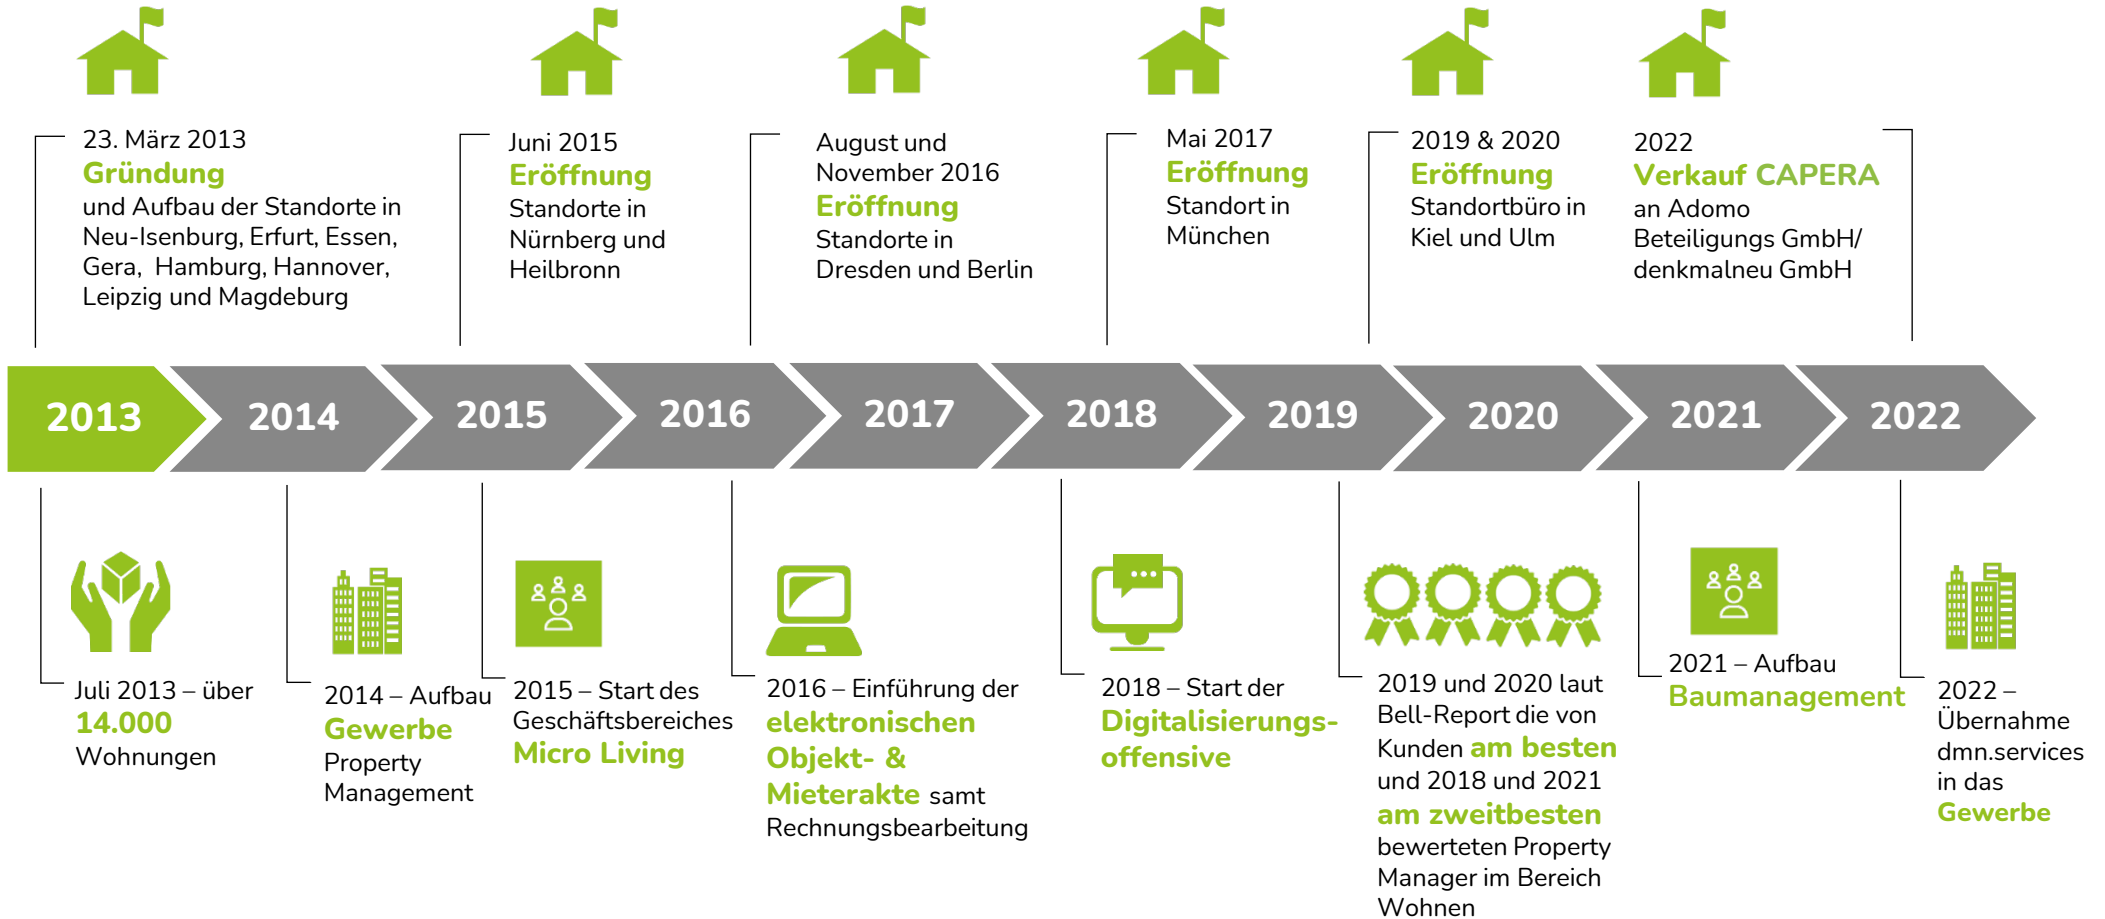 23. März 2013
Gründung
und Aufbau der Standorte in
Neu-Isenburg, Erfurt, Essen,
Gera, Hamburg, Hannover,
Leipzig und Magdeburg
Juni 2015
Eröffnung
Standorte in
Nürnberg und
Heilbronn
August und
November 2016
Eröffnung
Standorte in
Dresden und Berlin
Mai 2017
Eröffnung
Standort in
München
2019 & 2020
Eröffnung
Standortbüro in
Kiel und Ulm
2022
Verkauf CAPERA
an Adomo
Beteiligungs GmbH/
denkmalneu GmbH
2013
2014
2015
2016
2017
2018
2019
2020
2021
2022
Juli 2013 – über
14.000
Wohnungen
2014 – Aufbau
Gewerbe
Property
Management
2015 – Start des
Geschäftsbereiches
Micro Living
2016 – Einführung der
elektronischen
Objekt- &
Mieterakte samt
Rechnungsbearbeitung
2018 – Start der
Digitalisierungs-
offensive
2019 und 2020 laut
Bell-Report die von
Kunden am besten
und 2018 und 2021
am zweitbesten
bewerteten Property
Manager im Bereich
Wohnen
2021 – Aufbau
Baumanagement
2022 –
Übernahme
dmn.services
in das
Gewerbe